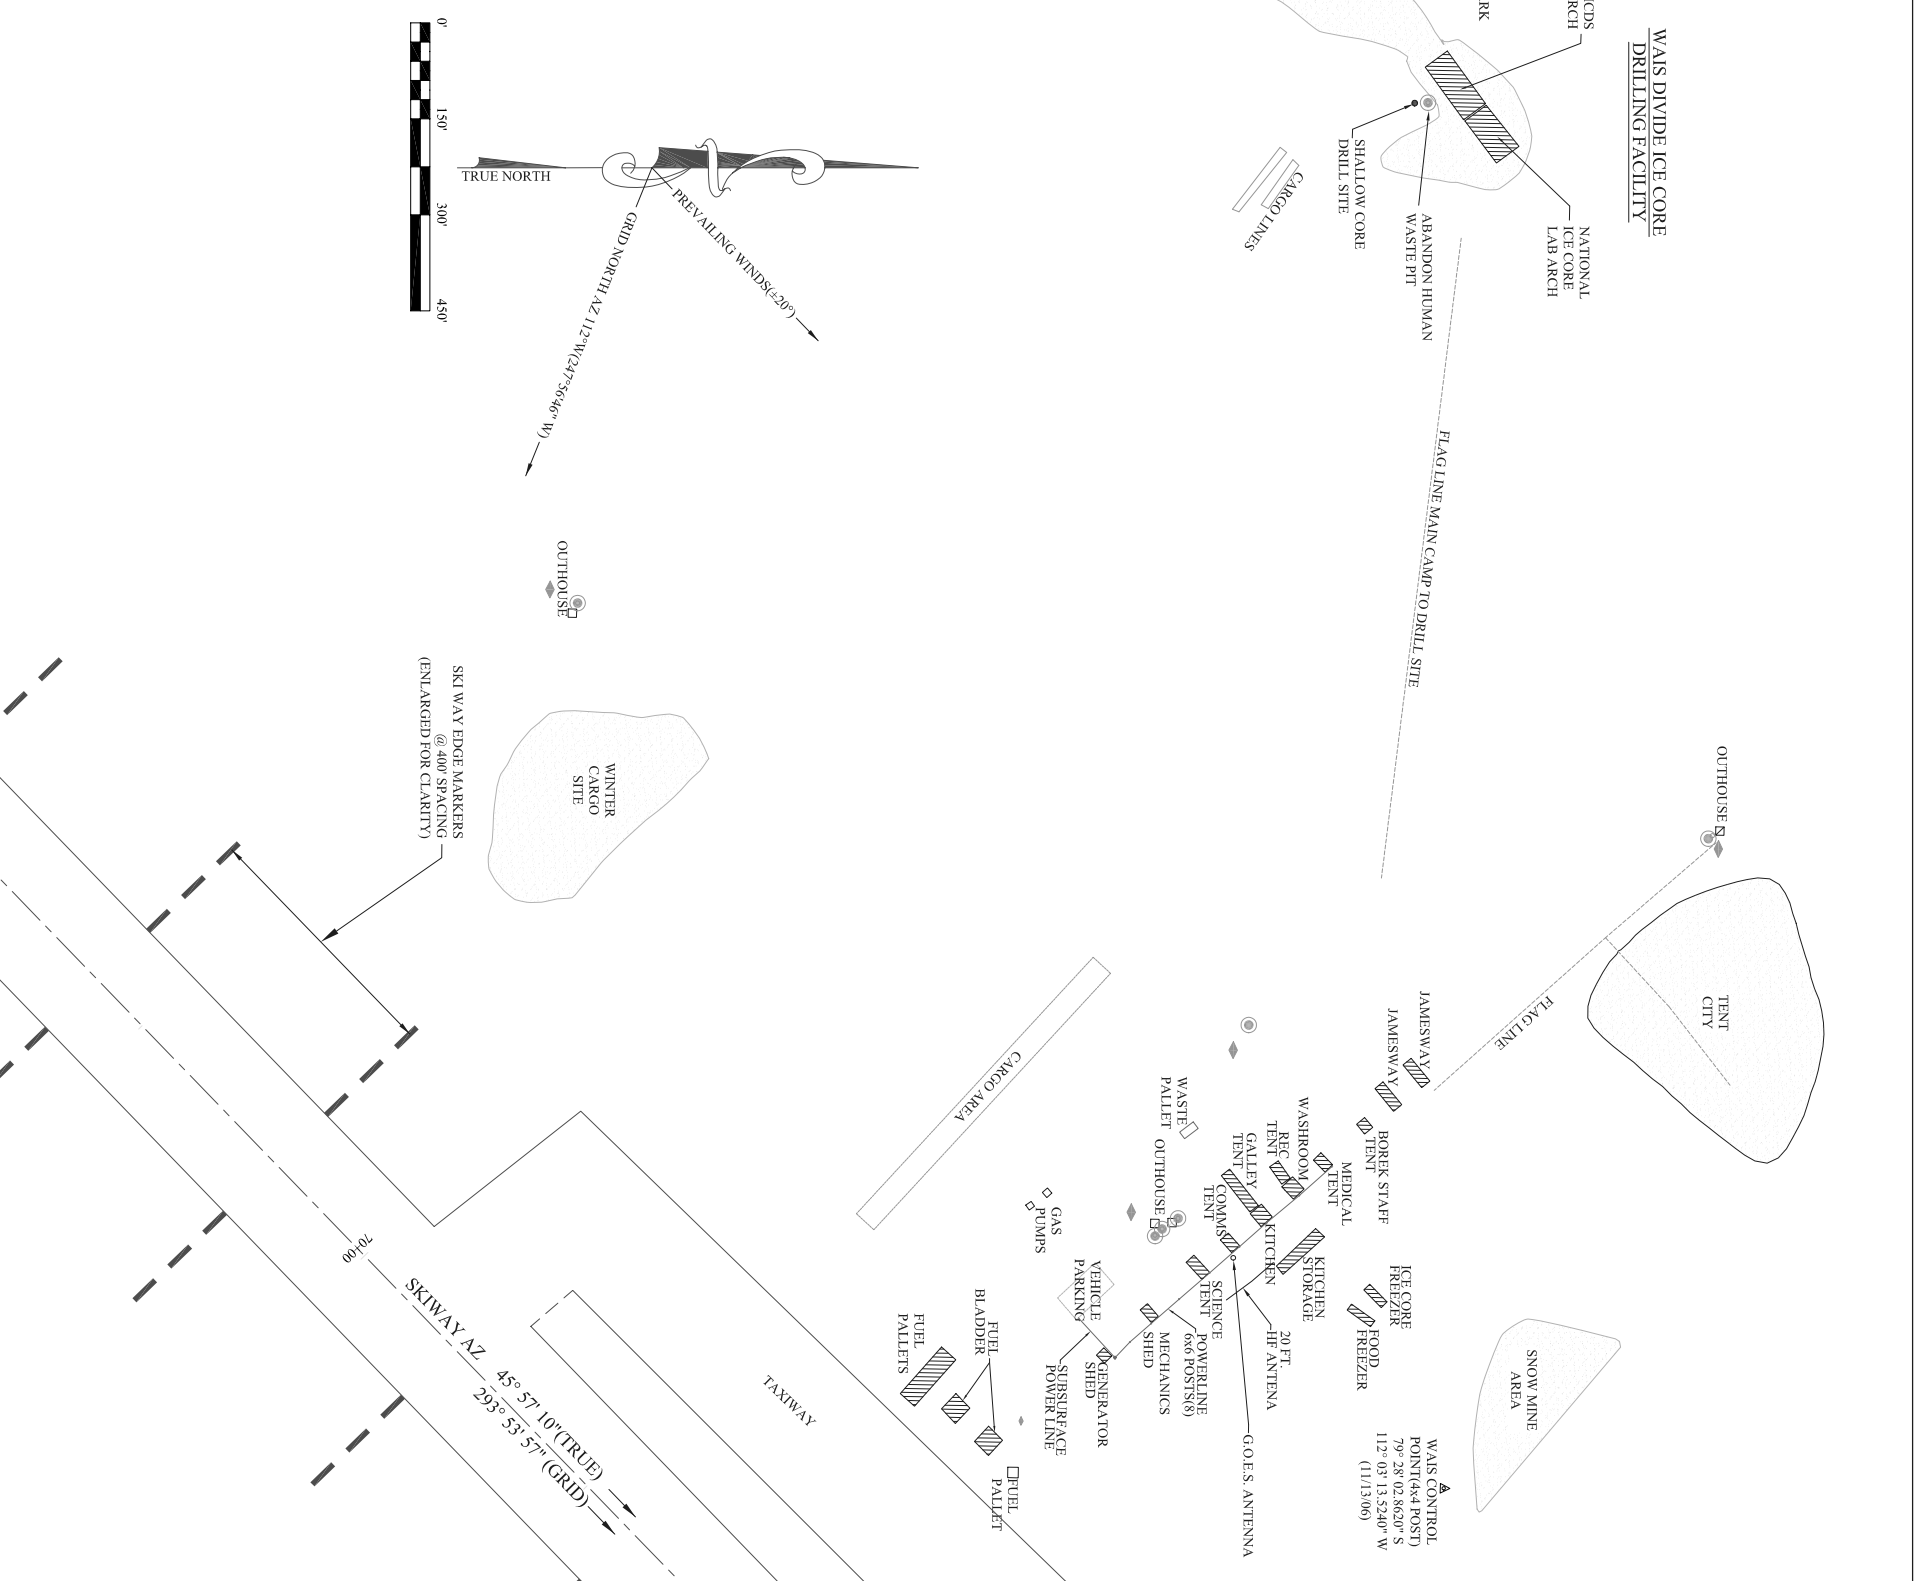 WAIS DIVIDE ICE CORE
DRILLING FACILITY
ICDS
RCH
RK
NATIONAL
ICE CORE
LAB ARCH
ABANDON HUMAN
WASTE PIT
SHALLOW CORE
DRILL SITE
CARGO LINES
FLAG LINE MAIN CAMP TO DRILL SITE
TRUE NORTH
PREVAILING WINDS(±20°)
GRID NORTH AZ 112°W(247°56'46" W)
0'
150'
300'
450'
OUTHOUSE
WINTER
CARGO
SITE
SKI WAY EDGE MARKERS
@ 400' SPACING
(ENLARGED FOR CLARITY)
OUTHOUSE
TENT
CITY
FLAG LINE
JAMESWAY
JAMESWAY
BOREK STAFF
TENT
MEDICAL
TENT
WASHROOM
REC
TENT
GALLEY
TENT
COMMS
TENT
KITCHEN
KITCHEN
STORAGE
ICE CORE
FREEZER
FOOD
FREEZER
SCIENCE
TENT
20 FT.
HF ANTENA
G.O.E.S. ANTENNA
POWERLINE
6x6 POSTS(8)
MECHANICS
SHED
GENERATOR
SHED
SUBSURFACE
POWER LINE
VEHICLE
PARKING
WASTE
PALLET
OUTHOUSE
GAS
PUMPS
CARGO AREA
FUEL
BLADDER
FUEL
PALLETS
FUEL
PALLET
SNOW MINE
AREA
WAIS CONTROL
POINT(4x4 POST)
79° 28' 02.8620" S
112° 03' 13.5240" W
(11/13/06)
TAXIWAY
70+00
SKIWAY AZ
45° 57' 10"(TRUE)
293° 53' 57" (GRID)